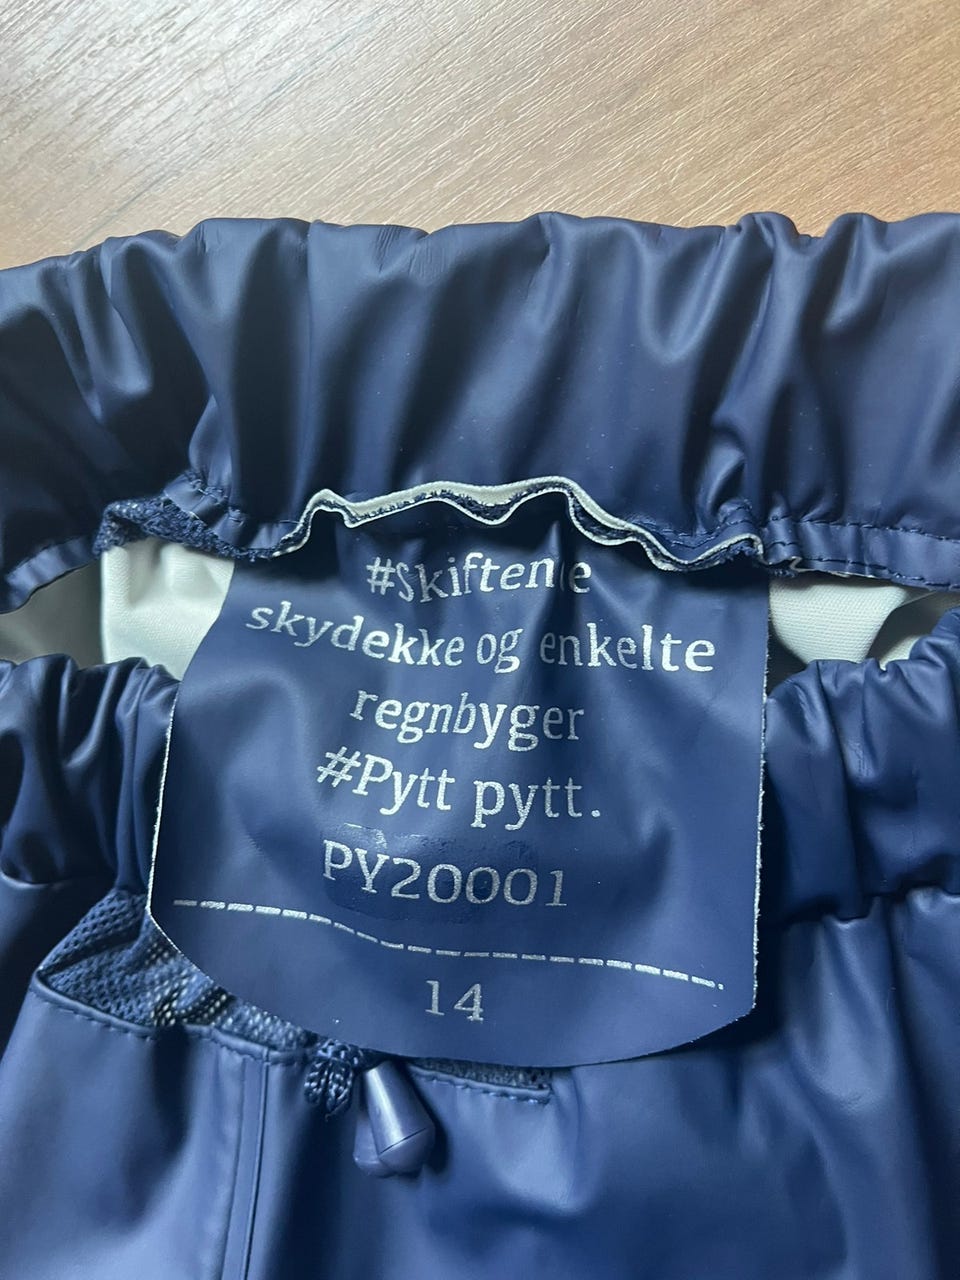 #Skiftende
skydekke og enkelte
regnbyger
#Pytt pytt.
PY20001
14